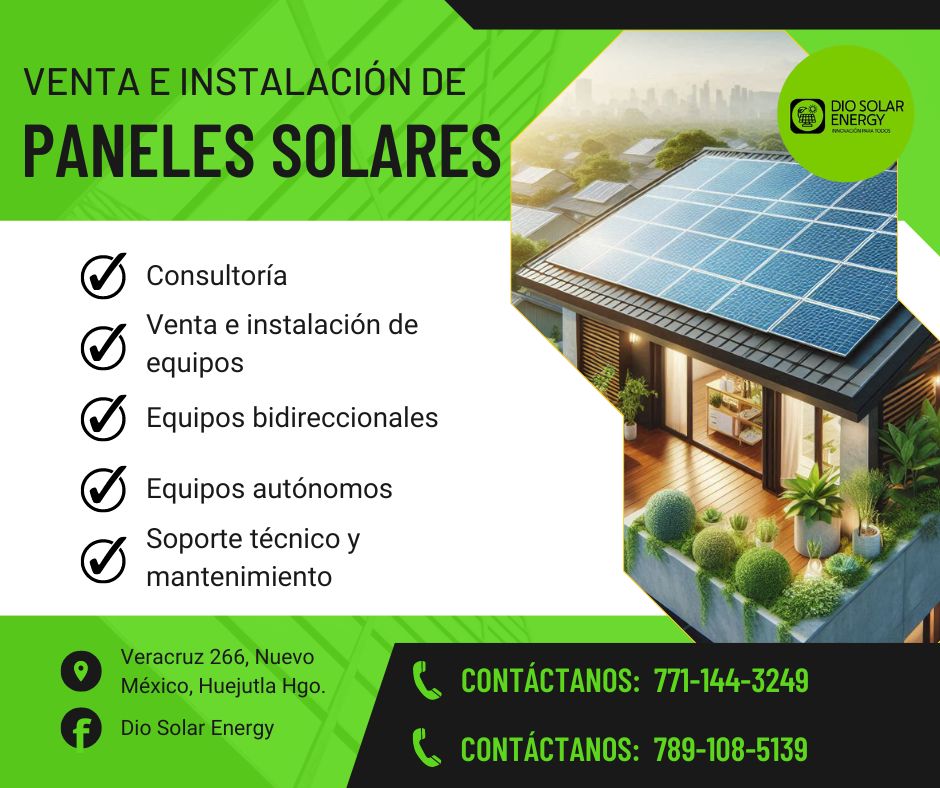 VENTA E INSTALACIÓN DE
PANELES SOLARES
DIO SOLAR
ENERGY
INNOVACIÓN PARA TODOS
Consultoría
Venta e instalación de
equipos
Equipos bidireccionales
Equipos autónomos
Soporte técnico y
mantenimiento
Veracruz 266, Nuevo
México, Huejutla Hgo.
Dio Solar Energy
CONTÁCTANOS: 771-144-3249
CONTÁCTANOS: 789-108-5139